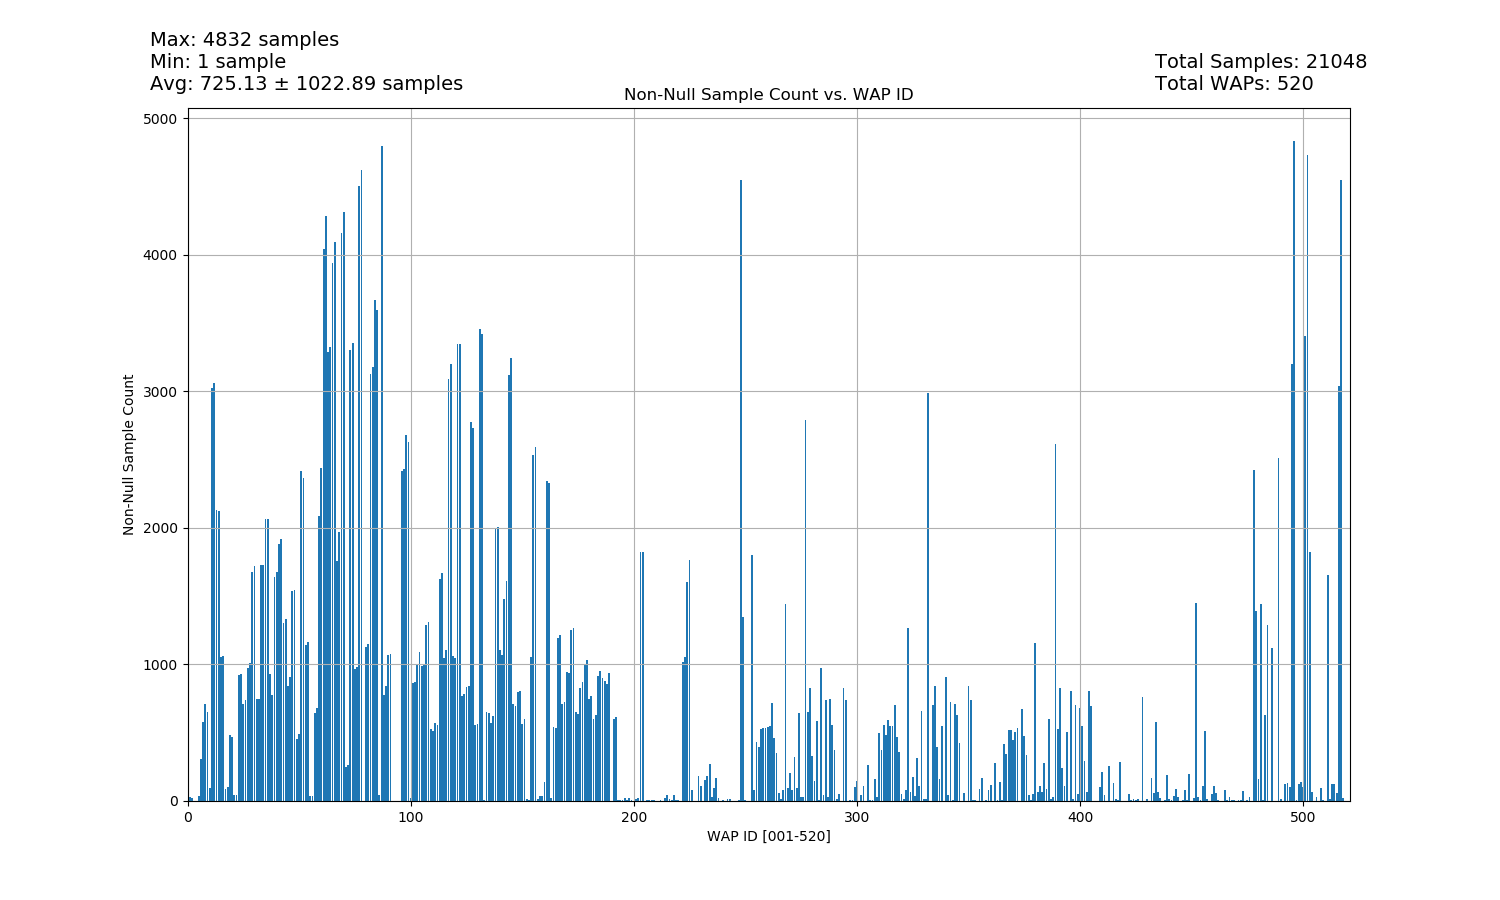 Max: 4832 samples
Min: 1 sample
Avg: 725.13 ± 1022.89 samples
Total Samples: 21048
Total WAPs: 520
Non-Null Sample Count vs. WAP ID
Non-Null Sample Count
5000
4000
3000
2000
1000
0
0 100 200 300 400 500
WAP ID [001-520]